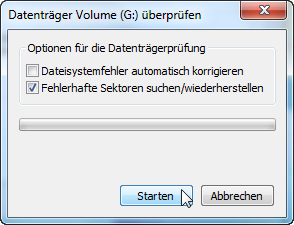 Datenträger Volume (G:) überprüfen
Optionen für die Datenträgerprüfung
Dateisystemfehler automatisch korrigieren
Fehlerhafte Sektoren suchen/wiederherstellen
Starten
Abbrechen